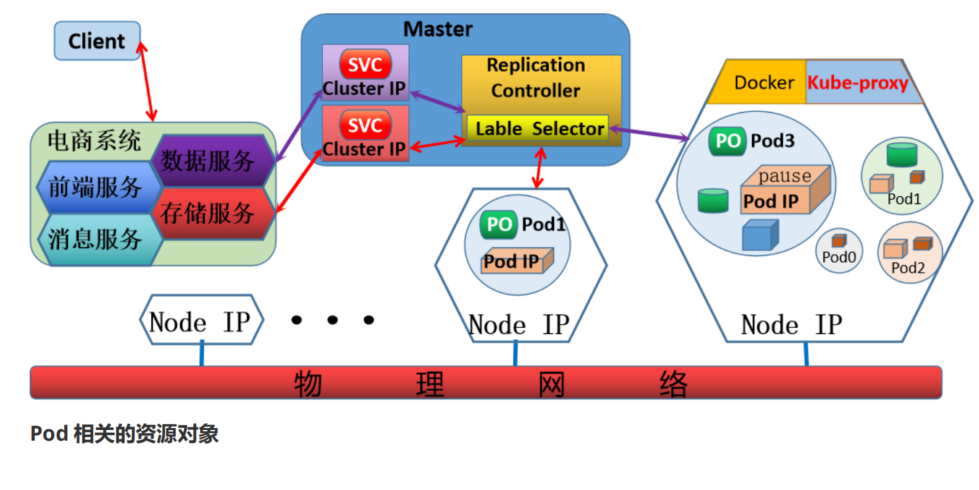 Client
Master
SVC
Cluster IP
SVC
Cluster IP
Replication
Controller
Lable Selector
电商系统
数据服务
前端服务
存储服务
消息服务
Docker
Kube-proxy
PO Pod3
pause
Pod IP
Pod1
Pod0
Pod2
PO Pod1
Pod IP
Node IP
• • •
Node IP
Node IP
物 理 网 络
Pod 相关的资源对象